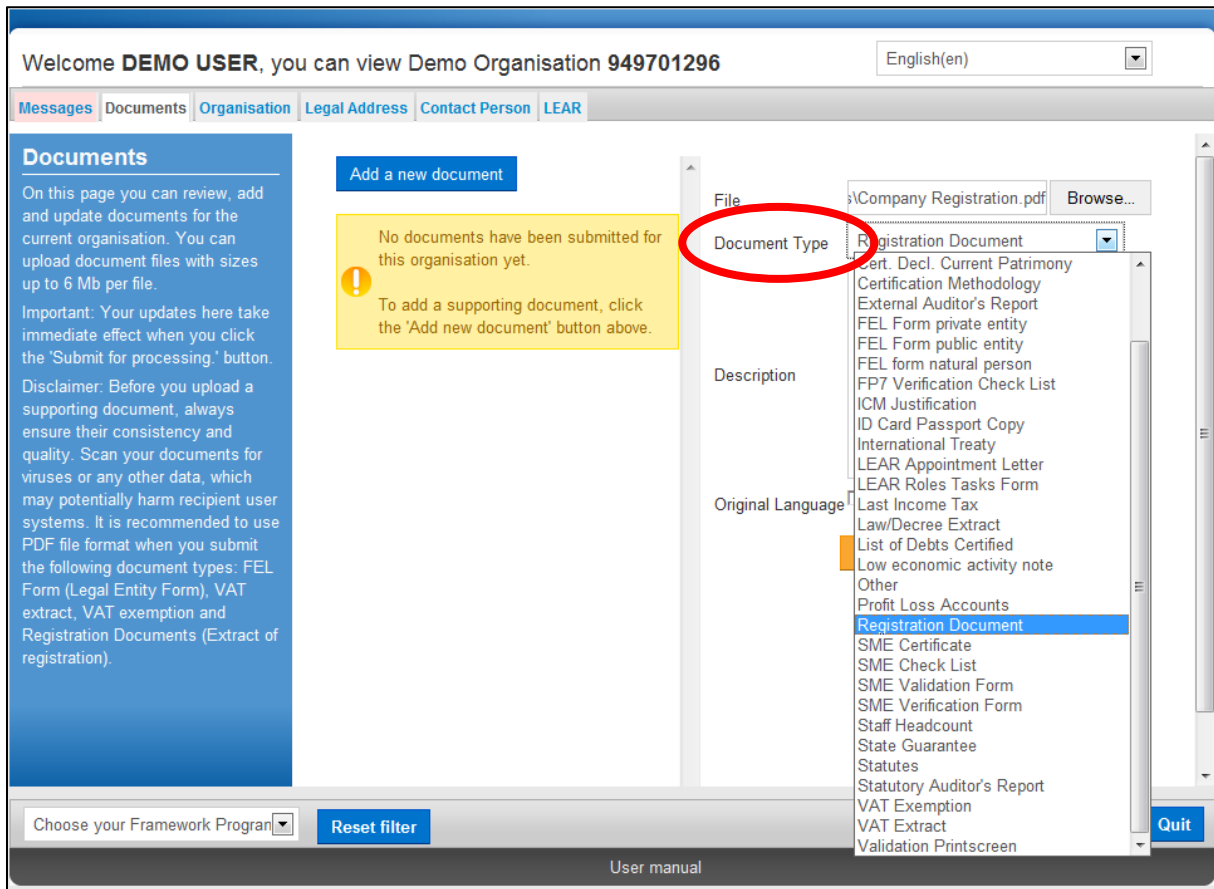 Welcome DEMO USER, you can view Demo Organisation 949701296
English(en)
Messages Documents Organisation Legal Address Contact Person LEAR
Documents
On this page you can review, add
and update documents for the
current organisation. You can
upload document files with sizes
up to 6 Mb per file.
Important: Your updates here take
immediate effect when you click
the 'Submit for processing.' button.
Disclaimer: Before you upload a
supporting document, always
ensure their consistency and
quality. Scan your documents for
viruses or any other data, which
may potentially harm recipient user
systems. It is recommended to use
PDF file format when you submit
the following document types: FEL
Form (Legal Entity Form), VAT
extract, VAT exemption and
Registration Documents (Extract of
registration).
Add a new document
No documents have been submitted for
this organisation yet.
To add a supporting document, click
the 'Add new document' button above.
File
s\Company Registration.pdf Browse...
Document Type
Registration Document
Cert. Decl. Current Patrimony
Certification Methodology
External Auditor's Report
FEL Form private entity
FEL Form public entity
FEL form natural person
FP7 Verification Check List
ICM Justification
ID Card Passport Copy
International Treaty
LEAR Appointment Letter
LEAR Roles Tasks Form
Last Income Tax
Law/Decree Extract
List of Debts Certified
Low economic activity note
Other
Profit Loss Accounts
Registration Document
SME Certificate
SME Check List
SME Validation Form
SME Verification Form
Staff Headcount
State Guarantee
Statutes
Statutory Auditor's Report
VAT Exemption
VAT Extract
Validation Printscreen
Description
Original Language
Choose your Framework Progran
Reset filter
Quit
User manual